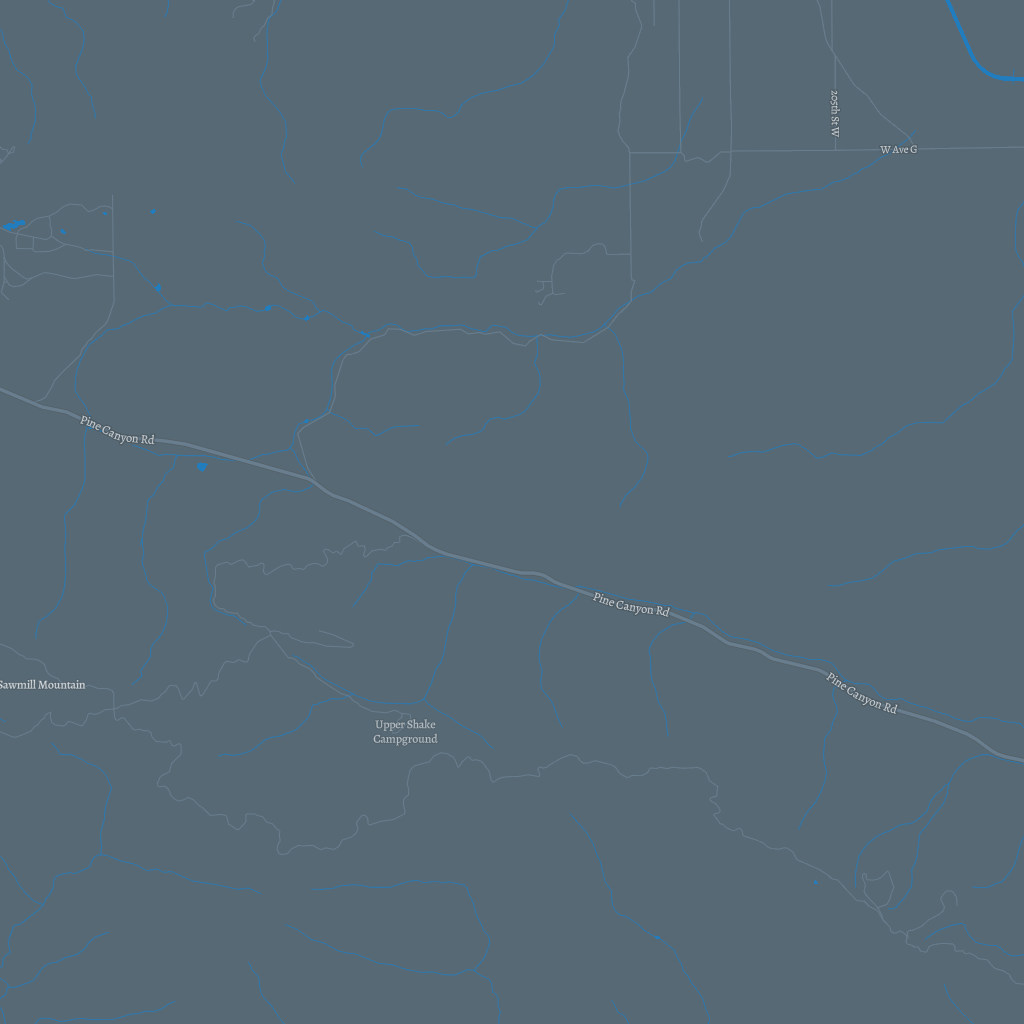 205th St W
W Ave G
Pine Canyon Rd
Pine Canyon Rd
Sawmill Mountain
Pine Canyon Rd
Upper Shake
Campground